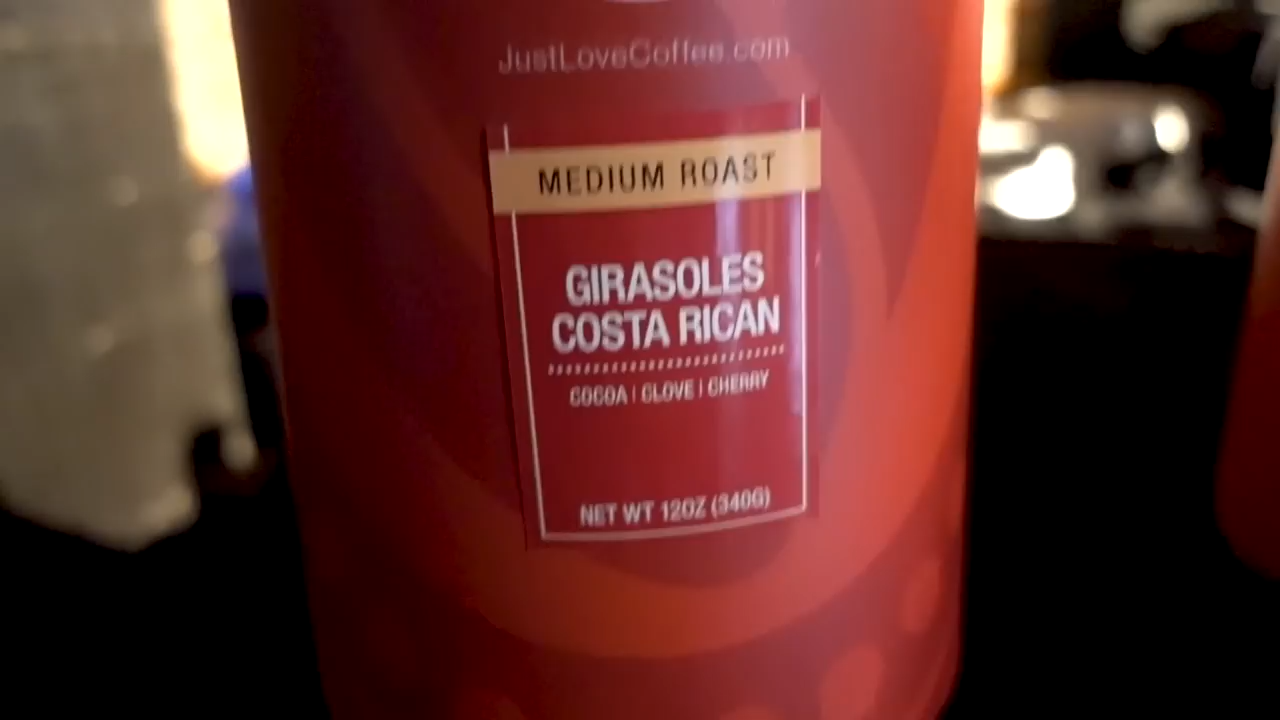 JustLoveCoffee.com
MEDIUM ROAST
GIRASOLES
COSTA RICAN
COCOA | CLOVE | CHERRY
NET WT 12OZ (340G)